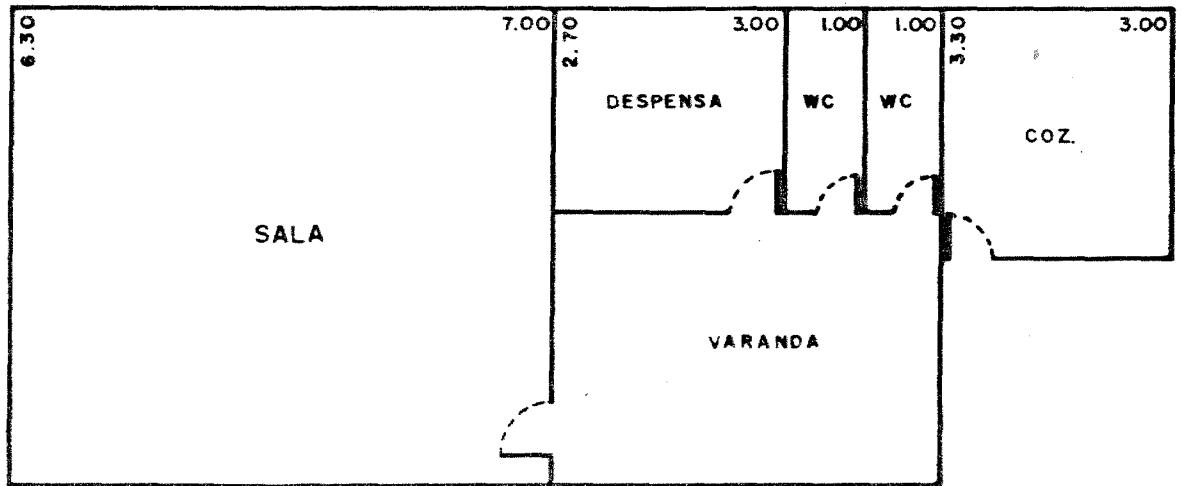 6.30
7.00
2.70
3.00
1.00
1.00
3.30
3.00
DESPENSA
WC
WC
COZ.
SALA
VARANDA